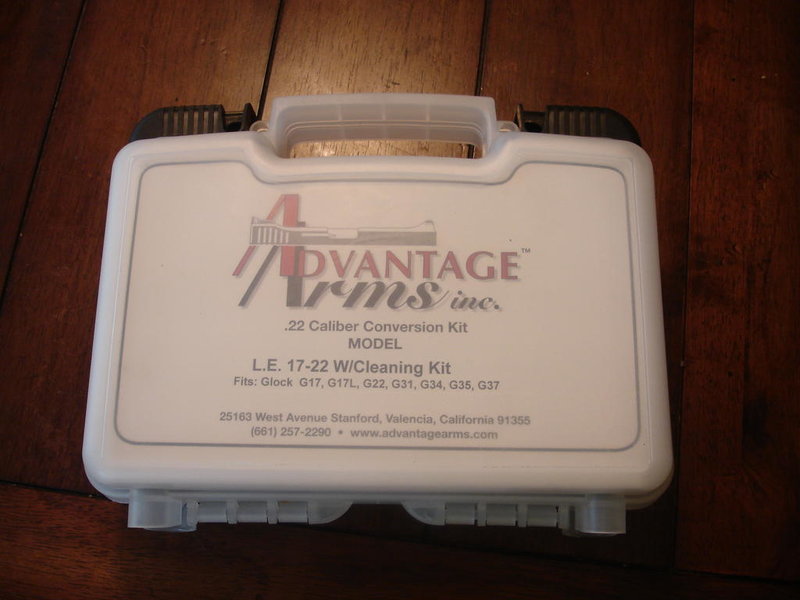 ADVANTAGE™
Arms inc.
.22 Caliber Conversion Kit
MODEL
L.E. 17-22 W/Cleaning Kit
Fits: Glock G17, G17L, G22, G31, G34, G35, G37
25163 West Avenue Stanford, Valencia, California 91355
(661) 257-2290 • www.advantagearms.com